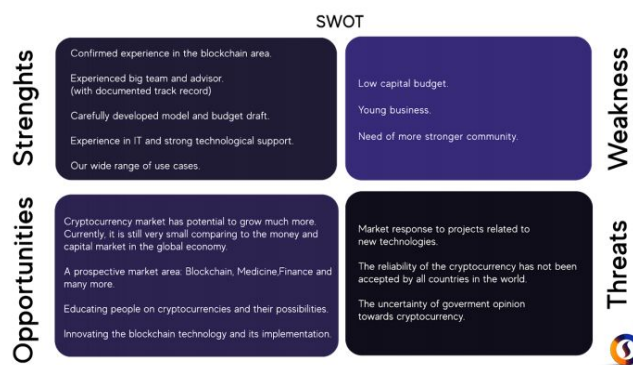 SWOT
Strenghts
Confirmed experience in the blockchain area.
Experienced big team and advisor.
(with documented track record)
Carefully developed model and budget draft.
Experience in IT and strong technological support.
Our wide range of use cases.
Weakness
Low capital budget.
Young business.
Need of more stronger community.
Opportunities
Cryptocurrency market has potential to grow much more.
Currently, it is still very small comparing to the money and
capital market in the global economy.
A prospective market area: Blockchain, Medicine,Finance and
many more.
Educating people on cryptocurrencies and their possibilities.
Innovating the blockchain technology and its implementation.
Threats
Market response to projects related to
new technologies.
The reliability of the cryptocurrency has not been
accepted by all countries in the world.
The uncertainty of goverment opinion
towards cryptocurrency.